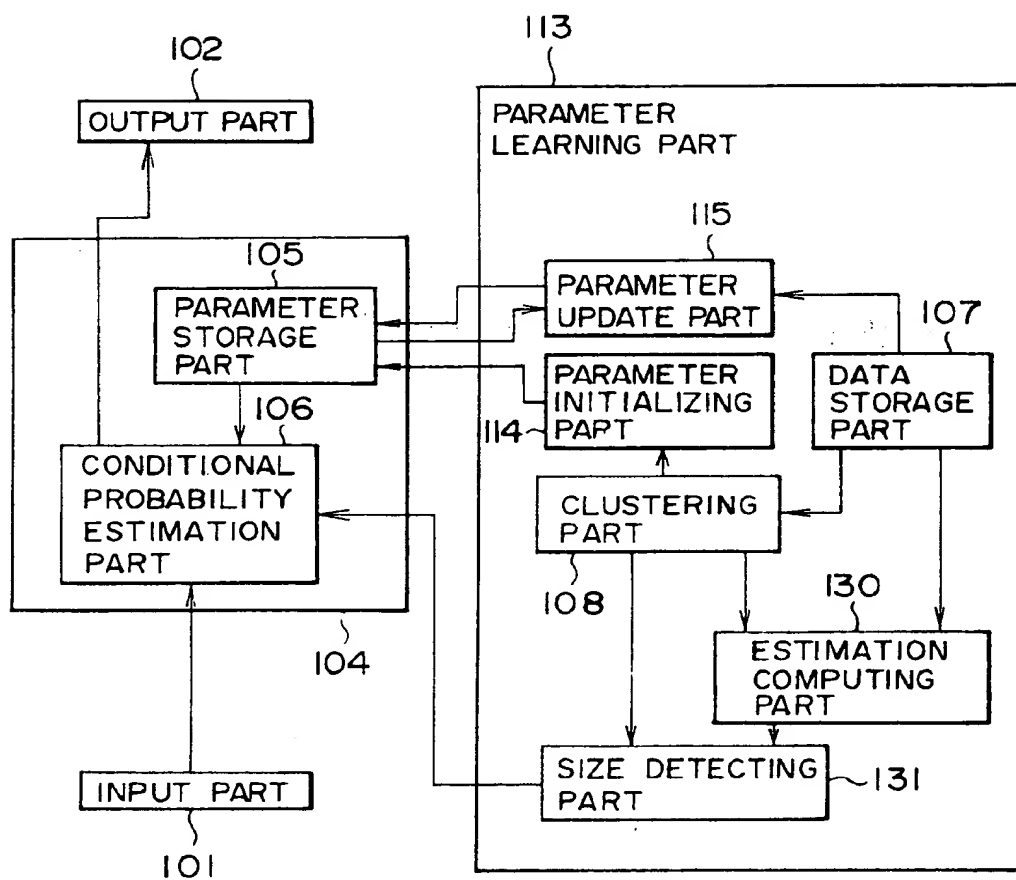 113
102
OUTPUT PART
PARAMETER
LEARNING PART
115
105
PARAMETER
STORAGE
PART
PARAMETER
UPDATE PART
107
DATA
STORAGE
PART
PARAMETER
INITIALIZING
PART
114
106
CONDITIONAL
PROBABILITY
ESTIMATION
PART
CLUSTERING
PART
108
130
104
ESTIMATION
COMPUTING
PART
SIZE DETECTING
PART
131
INPUT PART
101